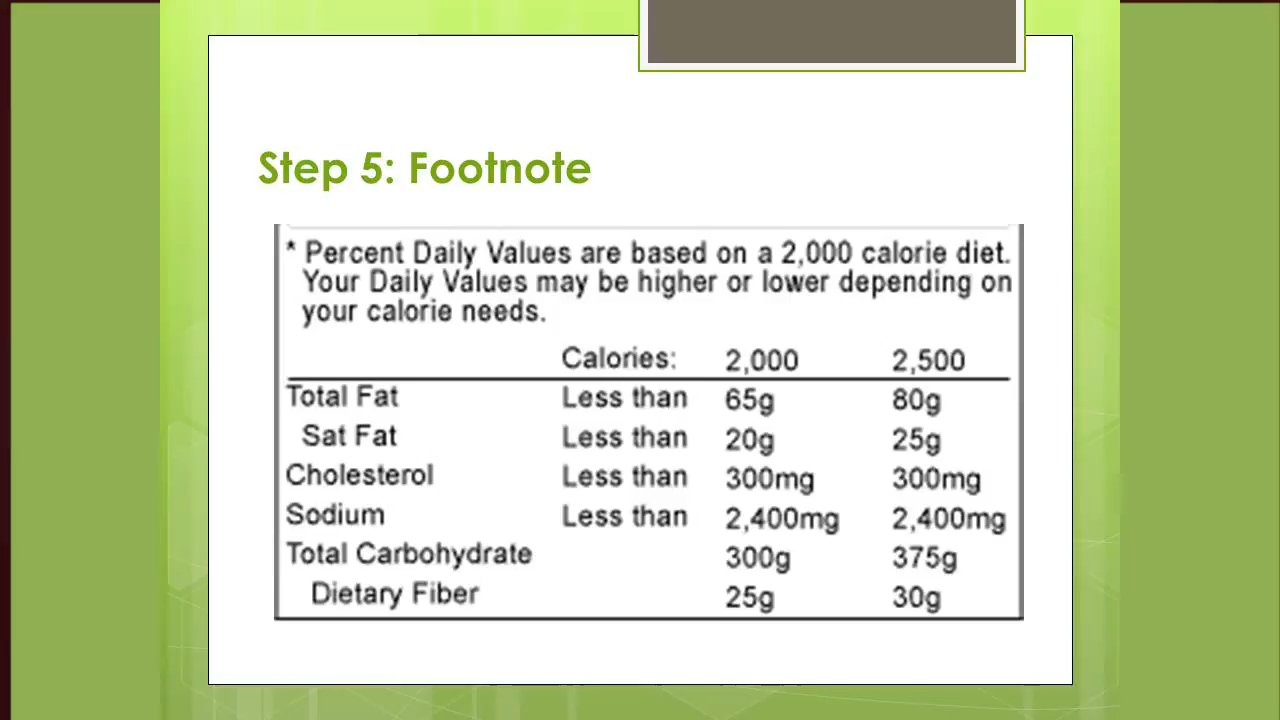 Step 5: Footnote
* Percent Daily Values are based on a 2,000 calorie diet.
Your Daily Values may be higher or lower depending on
your calorie needs.
Calories: 2,000 2,500
Total Fat Less than 65g 80g
Sat Fat Less than 20g 25g
Cholesterol Less than 300mg 300mg
Sodium Less than 2,400mg 2,400mg
Total Carbohydrate 300g 375g
Dietary Fiber 25g 30g